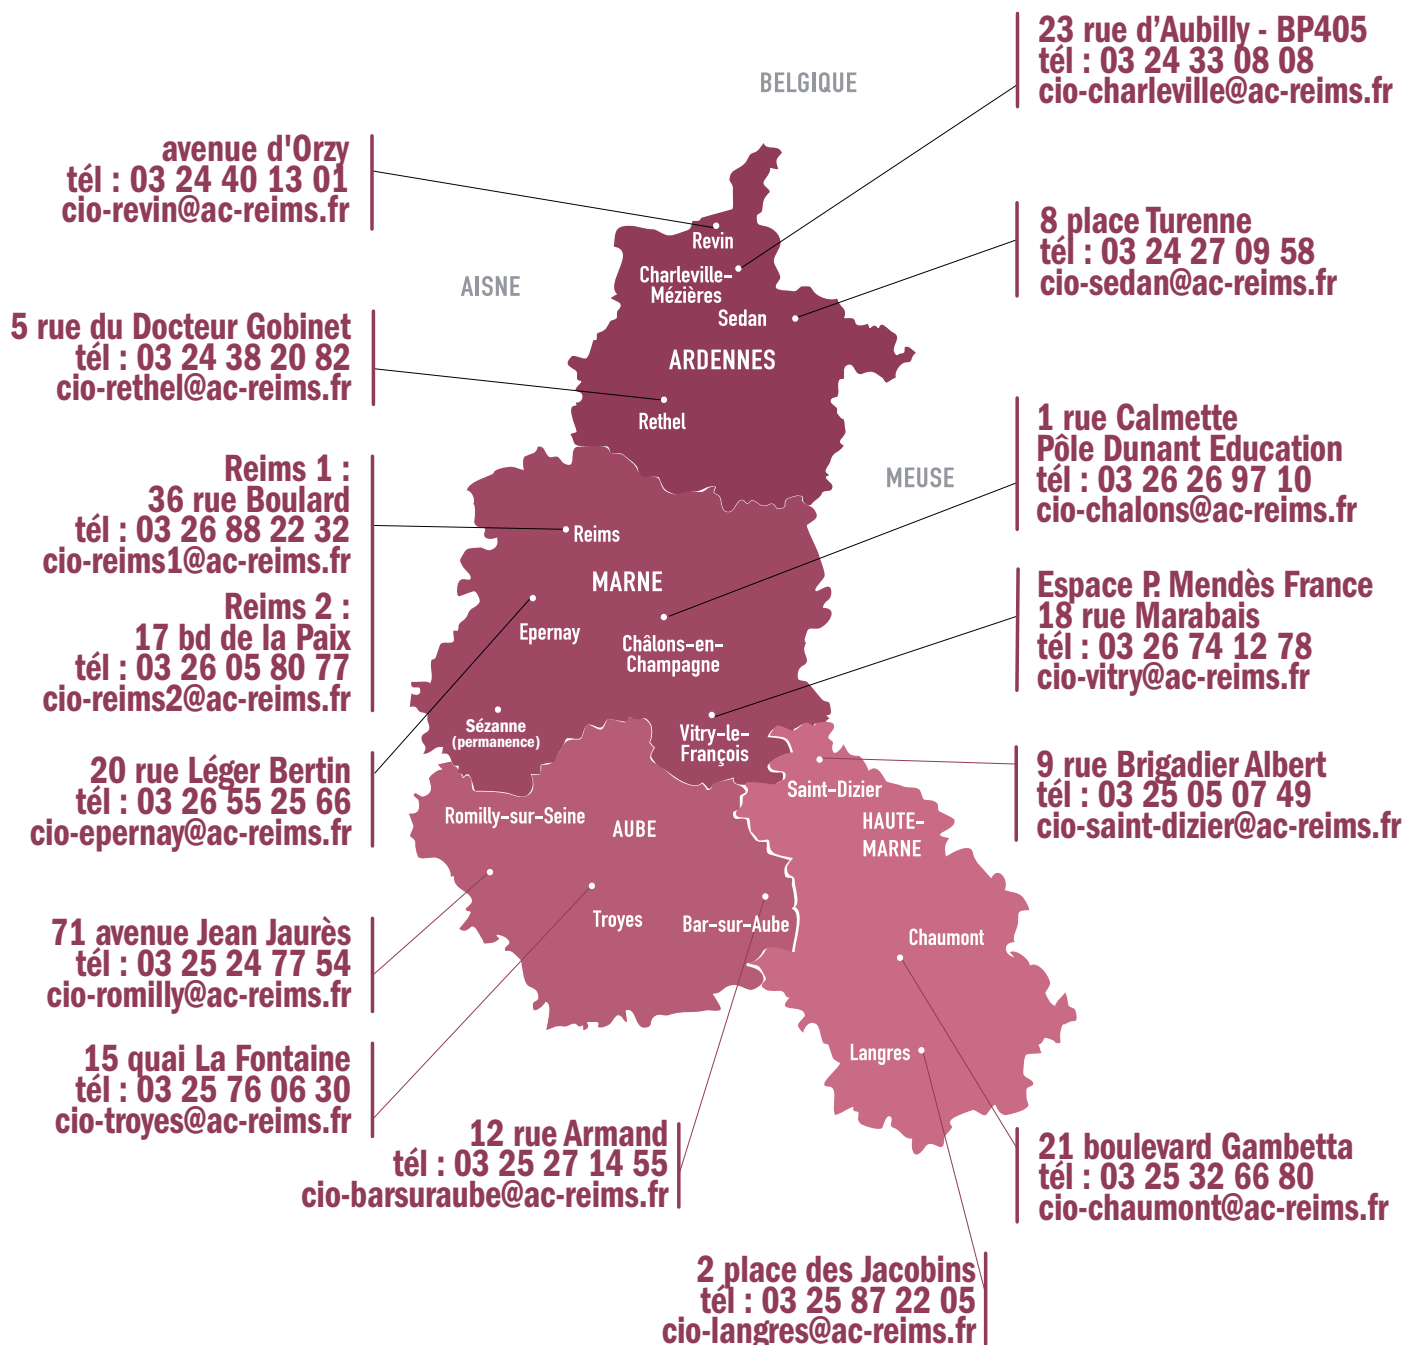 23 rue d'Aubilly - BP405
tél : 03 24 33 08 08
cio-charleville@ac-reims.fr
BELGIQUE
avenue d'Orzy
tél : 03 24 40 13 01
cio-revin@ac-reims.fr
8 place Turenne
tél : 03 24 27 09 58
cio-sedan@ac-reims.fr
Revin
Charleville-
Mézières
Sedan
AISNE
ARDENNES
5 rue du Docteur Gobinet
tél : 03 24 38 20 82
cio-rethel@ac-reims.fr
Rethel
1 rue Calmette
Pôle Dunant Education
tél : 03 26 26 97 10
cio-chalons@ac-reims.fr
MEUSE
Reims 1 :
36 rue Boulard
tél : 03 26 88 22 32
cio-reims1@ac-reims.fr
Reims 2 :
17 bd de la Paix
tél : 03 26 05 80 77
cio-reims2@ac-reims.fr
Reims
MARNE
Epernay
Châlons-en-
Champagne
Espace P. Mendès France
18 rue Marabais
tél : 03 26 74 12 78
cio-vitry@ac-reims.fr
Sézanne
(permanence)
Vitry-le-
François
20 rue Léger Bertin
tél : 03 26 55 25 66
cio-epernay@ac-reims.fr
9 rue Brigadier Albert
tél : 03 25 05 07 49
cio-saint-dizier@ac-reims.fr
Saint-Dizier
Romilly-sur-Seine
AUBE
HAUTE-
MARNE
Troyes
Bar-sur-Aube
Chaumont
71 avenue Jean Jaurès
tél : 03 25 24 77 54
cio-romilly@ac-reims.fr
Langres
15 quai La Fontaine
tél : 03 25 76 06 30
cio-troyes@ac-reims.fr
12 rue Armand
tél : 03 25 27 14 55
cio-barsuraube@ac-reims.fr
21 boulevard Gambetta
tél : 03 25 32 66 80
cio-chaumont@ac-reims.fr
2 place des Jacobins
tél : 03 25 87 22 05
cio-langres@ac-reims.fr